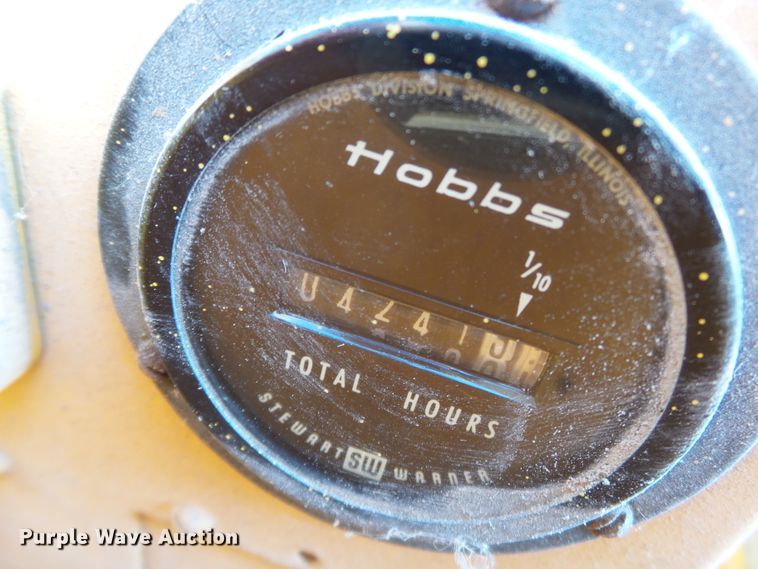 HOBBS DIVISION SPRINGFIELD, ILLINOIS
Hobbs
1/10
TOTAL HOURS
STEWART SW WARNER
Purple Wave Auction